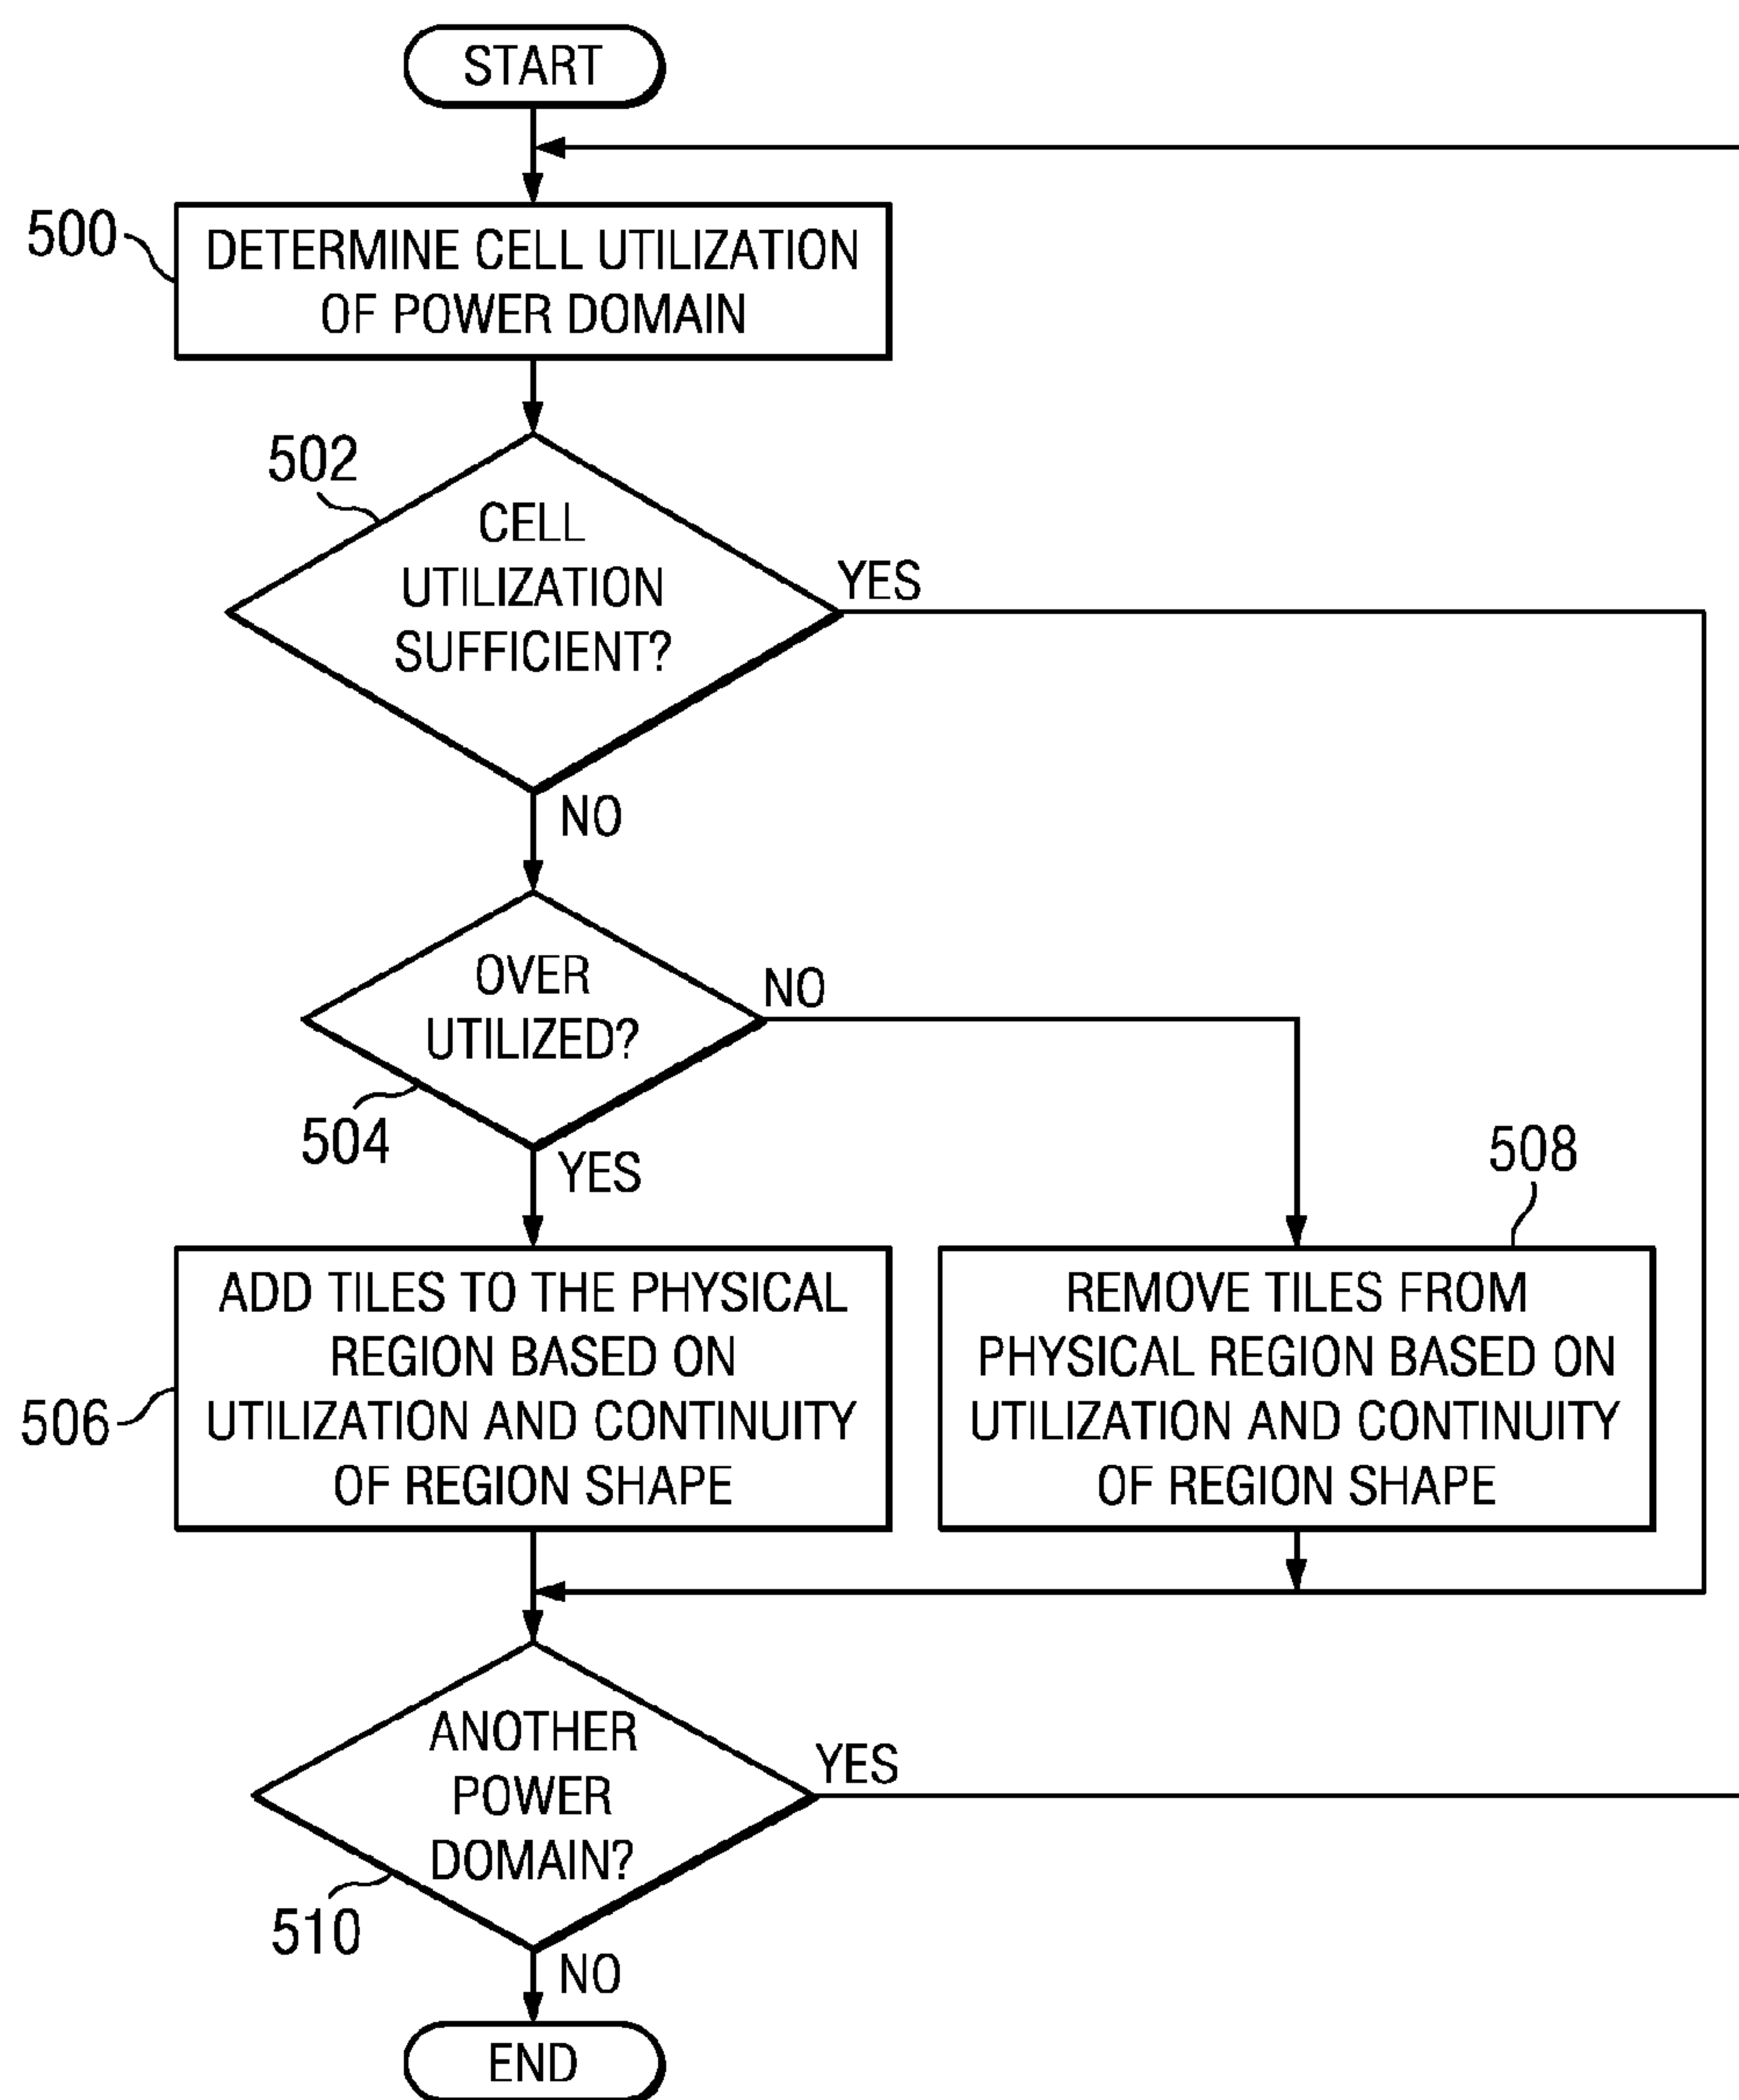 START
500
DETERMINE CELL UTILIZATION
OF POWER DOMAIN
502
CELL
UTILIZATION
SUFFICIENT?
YES
NO
OVER
UTILIZED?
NO
504
YES
508
ADD TILES TO THE PHYSICAL
REGION BASED ON
UTILIZATION AND CONTINUITY
OF REGION SHAPE
506
REMOVE TILES FROM
PHYSICAL REGION BASED ON
UTILIZATION AND CONTINUITY
OF REGION SHAPE
ANOTHER
POWER
DOMAIN?
YES
510
NO
END